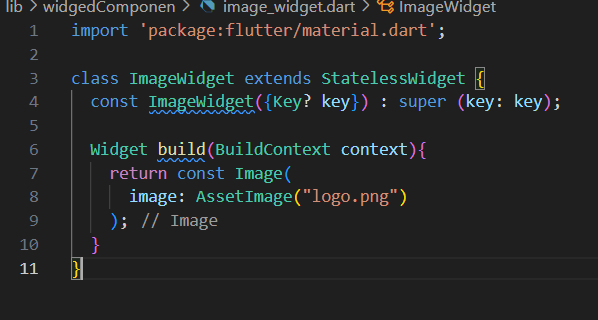 lib > widgedComponen > image_widget.dart > ImageWidget
1 import 'package:flutter/material.dart';
2
3 class ImageWidget extends StatelessWidget {
4 const ImageWidget({Key? key}) : super (key: key);
5
6 Widget build(BuildContext context){
7 return const Image(
8 image: AssetImage("logo.png")
9 ); // Image
10 }
11 }